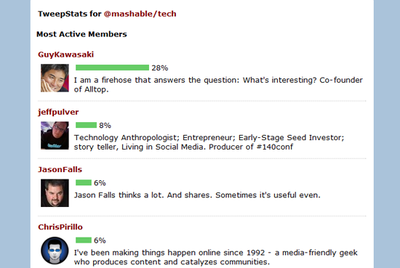 TweepStats for @mashable/tech
Most Active Members
GuyKawasaki
28%
I am a firehose that answers the question: What's interesting? Co-founder
of Alltop.
jeffpulver
8%
Technology Anthropologist; Entrepreneur; Early-Stage Seed Investor;
story teller, Living in Social Media. Producer of #140conf
JasonFalls
6%
Jason Falls thinks a lot. And shares. Sometimes it's useful even.
ChrisPirillo
6%
I've been making things happen online since 1992 - a media-friendly geek
who produces content and catalyzes communities.